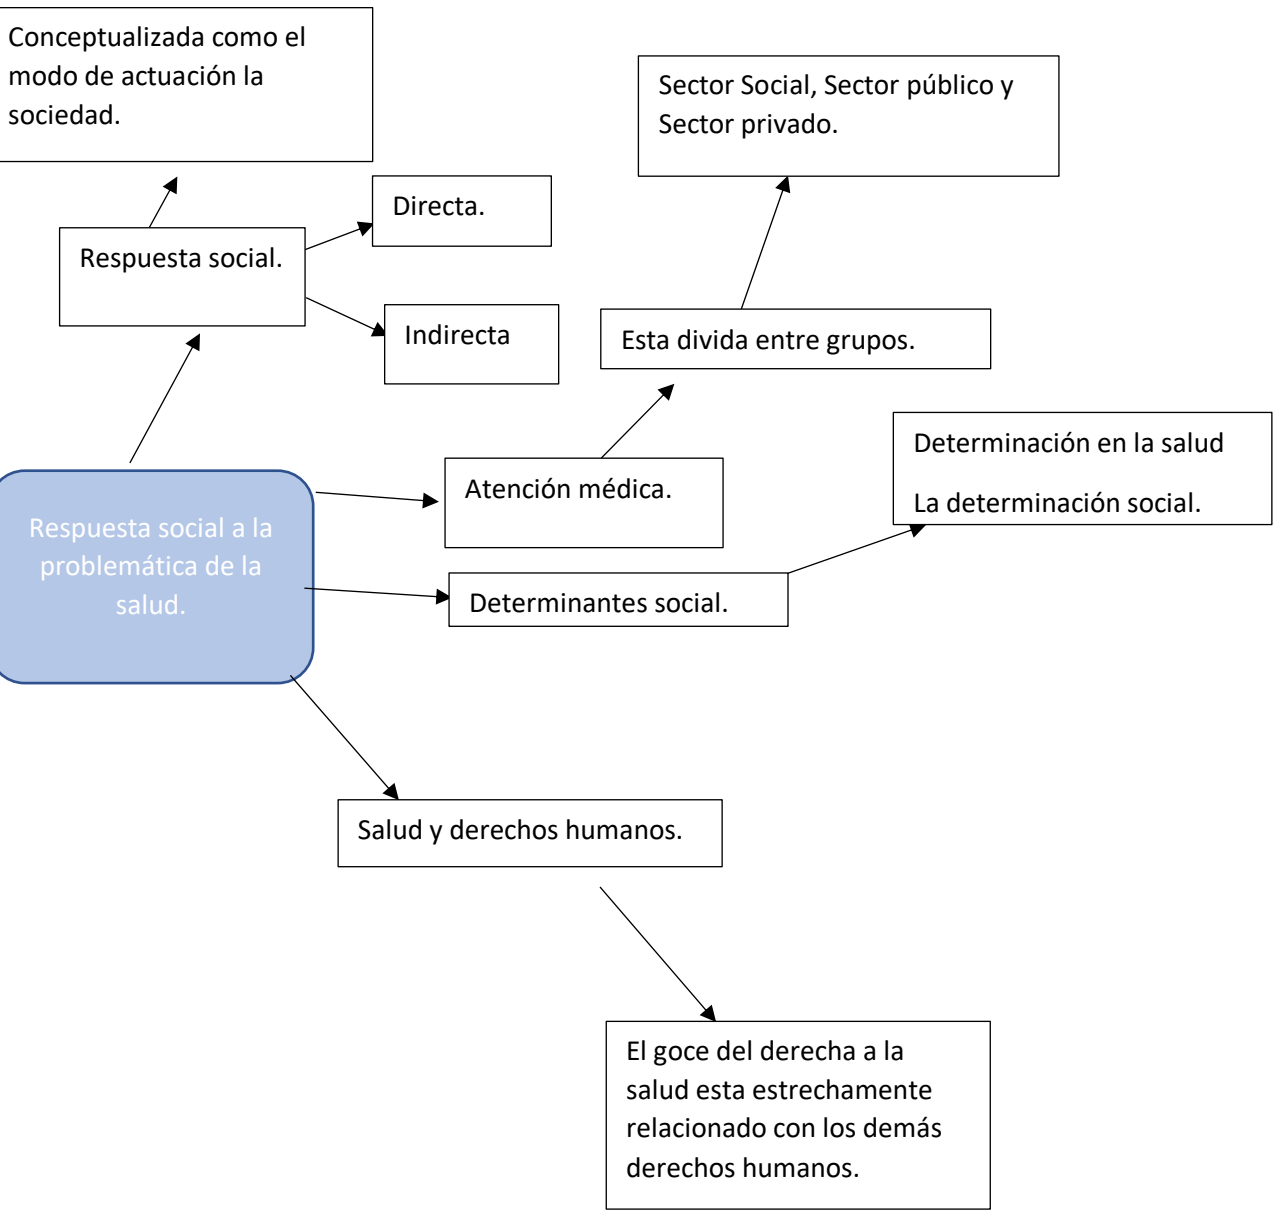 Conceptualizada como el
modo de actuación la
sociedad.
Sector Social, Sector público y
Sector privado.
Directa.
Respuesta social.
Indirecta
Esta divida entre grupos.
Determinación en la salud
La determinación social.
Atención médica.
Respuesta social a la
problemática de la
salud.
Determinantes social.
Salud y derechos humanos.
El goce del derecha a la
salud esta estrechamente
relacionado con los demás
derechos humanos.